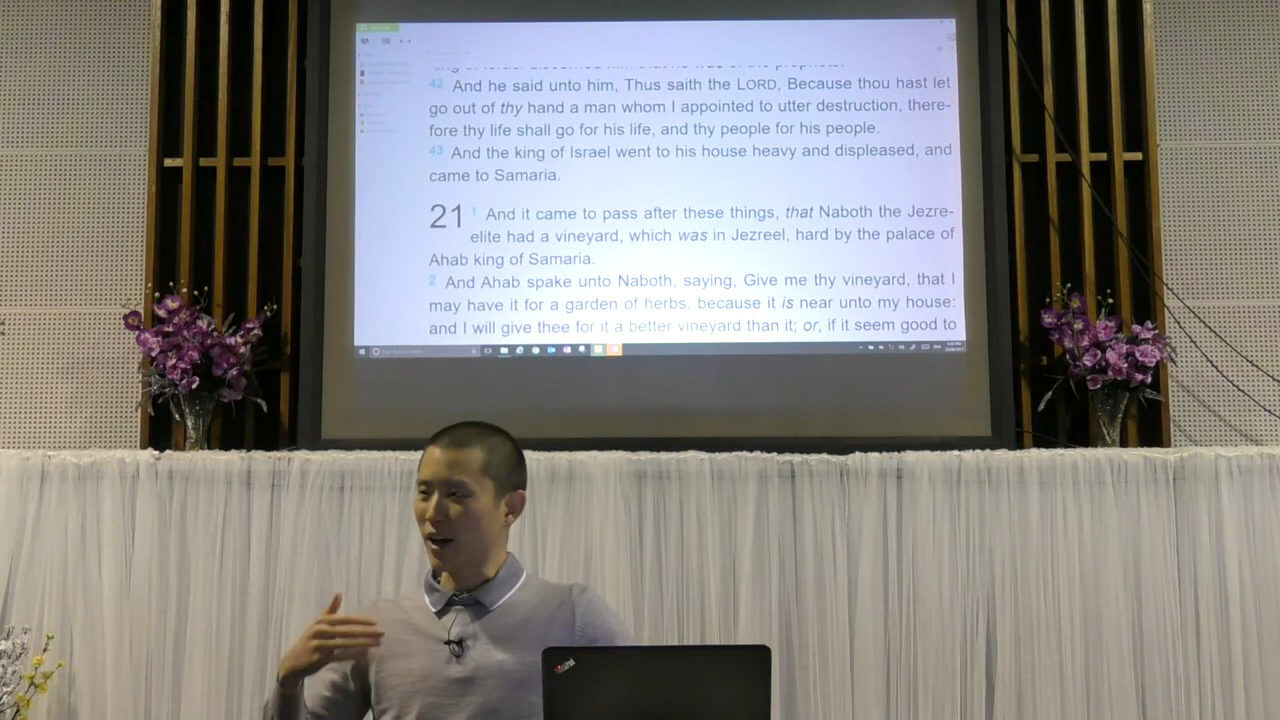 42 And he said unto him, Thus saith the LORD, Because thou hast let
go out of thy hand a man whom I appointed to utter destruction, there-
fore thy life shall go for his life, and thy people for his people.
43 And the king of Israel went to his house heavy and displeased, and
came to Samaria.
21 1 And it came to pass after these things, that Naboth the Jezre-
elite had a vineyard, which was in Jezreel, hard by the palace of
Ahab king of Samaria.
2 And Ahab spake unto Naboth, saying, Give me thy vineyard, that I
may have it for a garden of herbs, because it is near unto my house:
and I will give thee for it a better vineyard than it; or, if it seem good to